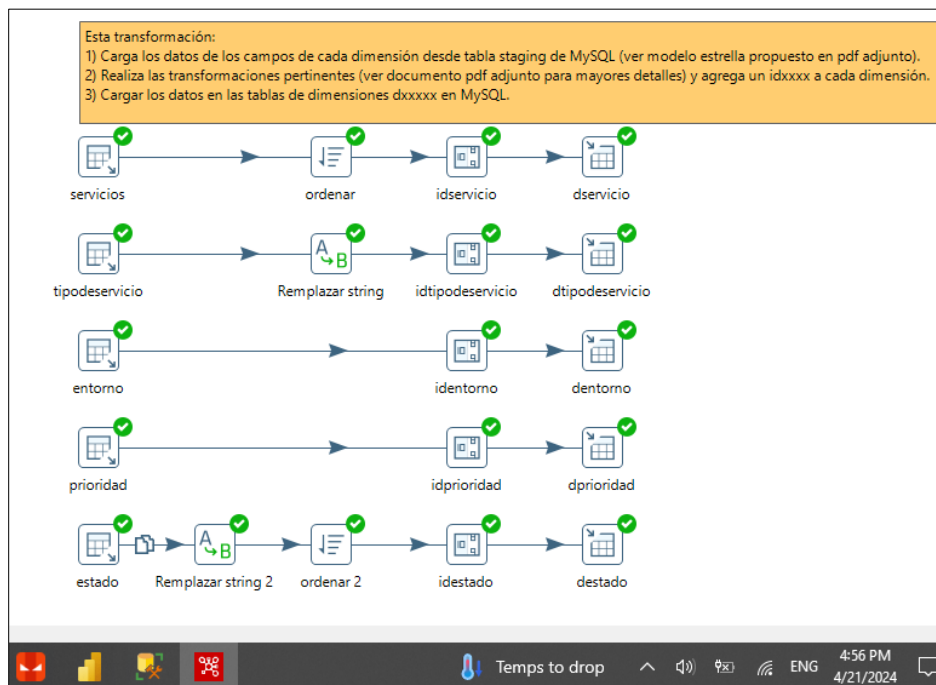 Esta transformación:
1) Carga los datos de los campos de cada dimensión desde tabla staging de MySQL (ver modelo estrella propuesto en pdf adjunto).
2) Realiza las transformaciones pertinentes (ver documento pdf adjunto para mayores detalles) y agrega un idxxxx a cada dimensión.
3) Cargar los datos en las tablas de dimensiones dxxxxx en MySQL.
servicios ordenar idservicio dservicio
tipodeservicio Remplazar string idtipodeservicio dtipodeservicio
entorno identorno dentorno
prioridad idprioridad dprioridad
estado Remplazar string 2 ordenar 2 idestado destado
Temps to drop ENG 4:56 PM
4/21/2024